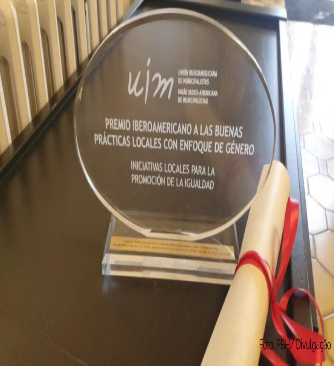 uim
UNIÓN IBEROAMERICANA
DE MUNICIPALISTAS
UNIÃO IBERO-AMERICANA
DE MUNICIPALISTAS
PREMIO IBEROAMERICANO A LAS BUENAS
PRÁCTICAS LOCALES CON ENFOQUE DE GÉNERO
INICIATIVAS LOCALES PARA LA
PROMOCIÓN DE LA IGUALDAD
Foto: PBH/ Divulgação